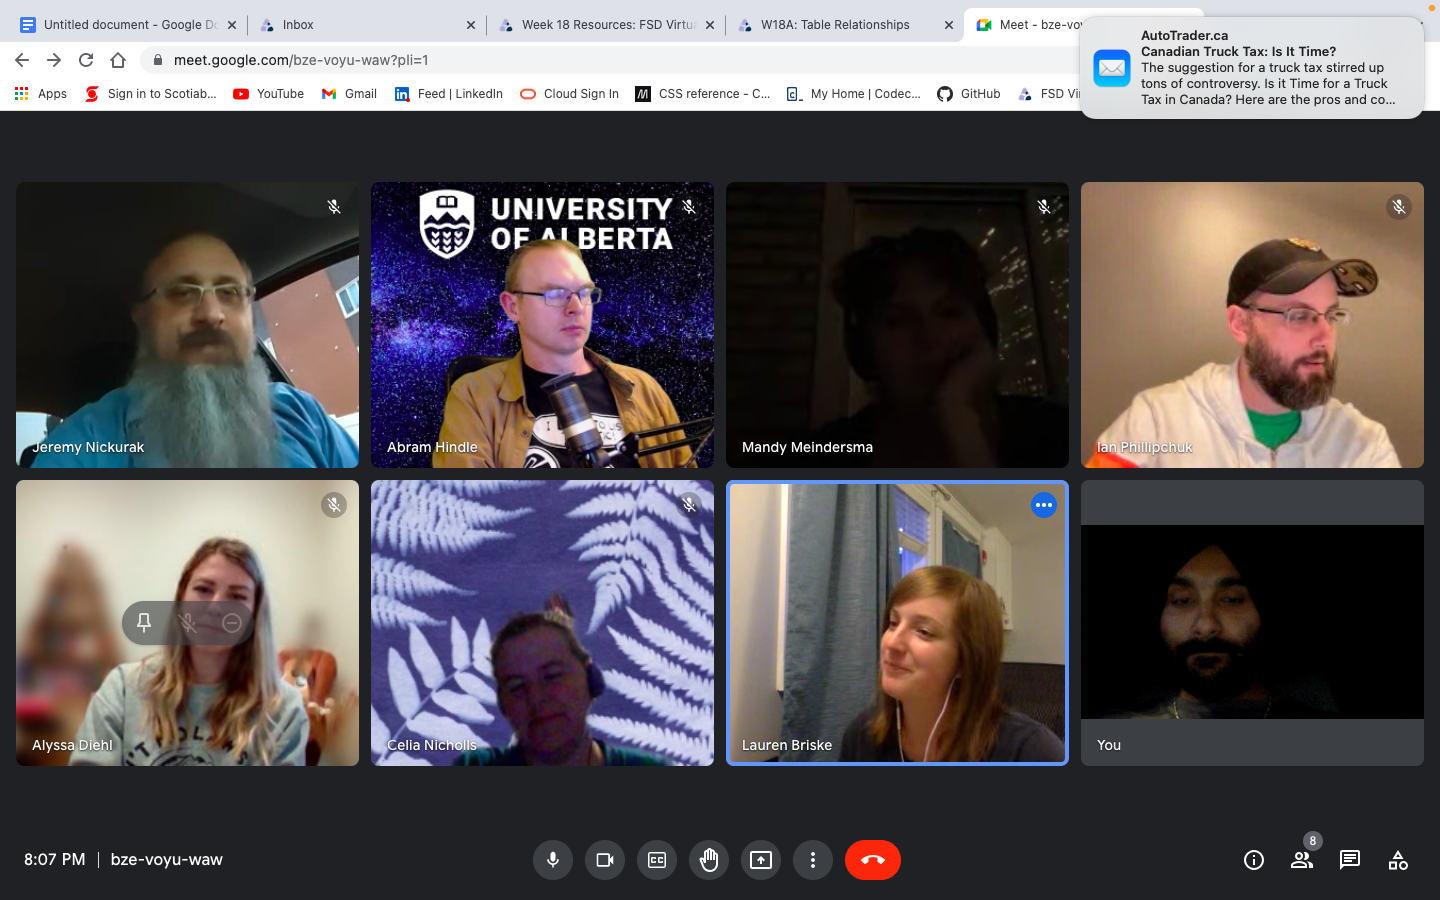 Untitled document - Google Do
Inbox
Week 18 Resources: FSD Virtua
W18A: Table Relationships
Meet - bze-voy
meet.google.com/bze-voyu-waw?pli=1
Apps
Sign in to Scotiab...
YouTube
Gmail
Feed | LinkedIn
Cloud Sign In
CSS reference - C...
My Home | Codec...
GitHub
FSD Vi
AutoTrader.ca
Canadian Truck Tax: Is It Time?
The suggestion for a truck tax stirred up
tons of controversy. Is it Time for a Truck
Tax in Canada? Here are the pros and co...
UNIVERSITY
OF ALBERTA
Jeremy Nickurak
Abram Hindle
Mandy Meindersma
Ian Phillipchuk
Alyssa Diehl
Celia Nicholls
Lauren Briske
You
8:07 PM | bze-voyu-waw
CC
8